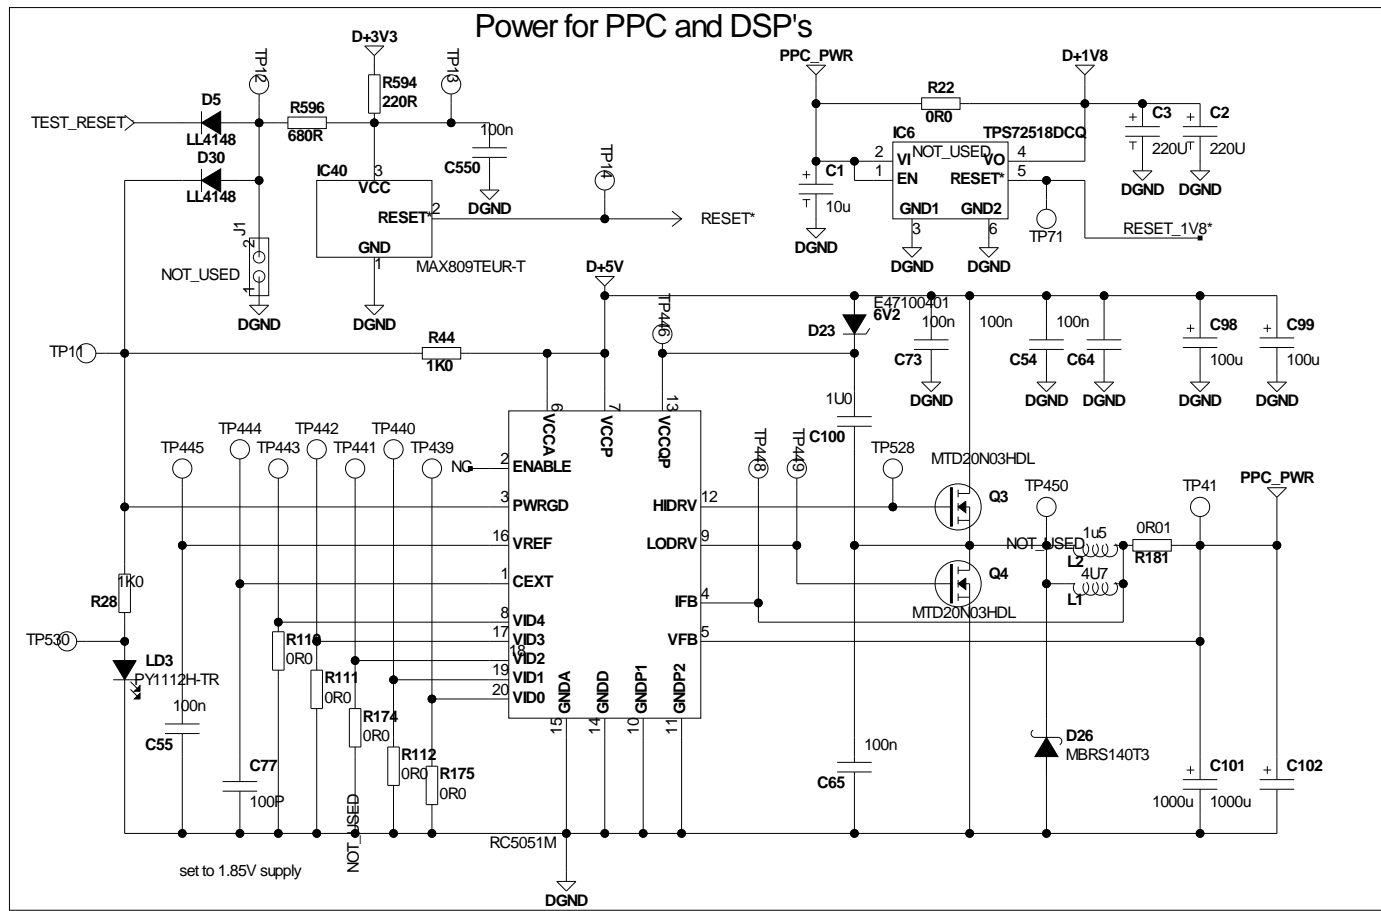 Power for PPC and DSP's
TP12
D+3V3
TP13
R594
220R
D5
TEST_RESET
LL4148
R596
680R
D30
LL4148
100n
C550
DGND
IC40
VCC
3
RESET*
2
GND
1
MAX809TEUR-T
DGND
TP14
RESET*
J1
2
1
NOT_USED
DGND
PPC_PWR
D+1V8
R22
0R0
IC6
TPS72518DCQ
NOT_USED
2
VI
VO
4
1
EN
RESET*
5
GND1
GND2
3
6
DGND
DGND
C1
10u
DGND
C3
220U
DGND
C2
220U
DGND
TP71
RESET_1V8*
D+5V
TP446
E47100401
6V2
D23
100n
C73
DGND
100n
100n
C54
DGND
C64
DGND
C98
100u
DGND
C99
100u
DGND
TP11
R44
1K0
6
7
13
VCCA
VCCP
VCCQP
1U0
C100
TP445
TP444
TP443
TP442
TP441
TP440
TP439
NC
2
ENABLE
3
PWRGD
16
VREF
1
CEXT
8
VID4
17
VID3
18
VID2
19
VID1
20
VID0
HIDRV
12
LODRV
9
IFB
4
VFB
5
GNDA
GNDD
GNDP1
GNDP2
15
14
10
11
RC5051M
DGND
TP448
TP449
TP528
MTD20N03HDL
Q3
Q4
MTD20N03HDL
TP450
NOT_USED
1u5
L2
4U7
L1
0R01
R181
TP41
PPC_PWR
1K0
R28
TP530
LD3
PY1112H-TR
100n
C55
C77
100P
R110
0R0
R111
0R0
R174
0R0
NOT_USED
R112
0R0
R175
0R0
100n
C65
D26
MBRS140T3
C101
1000u
C102
1000u
set to 1.85V supply